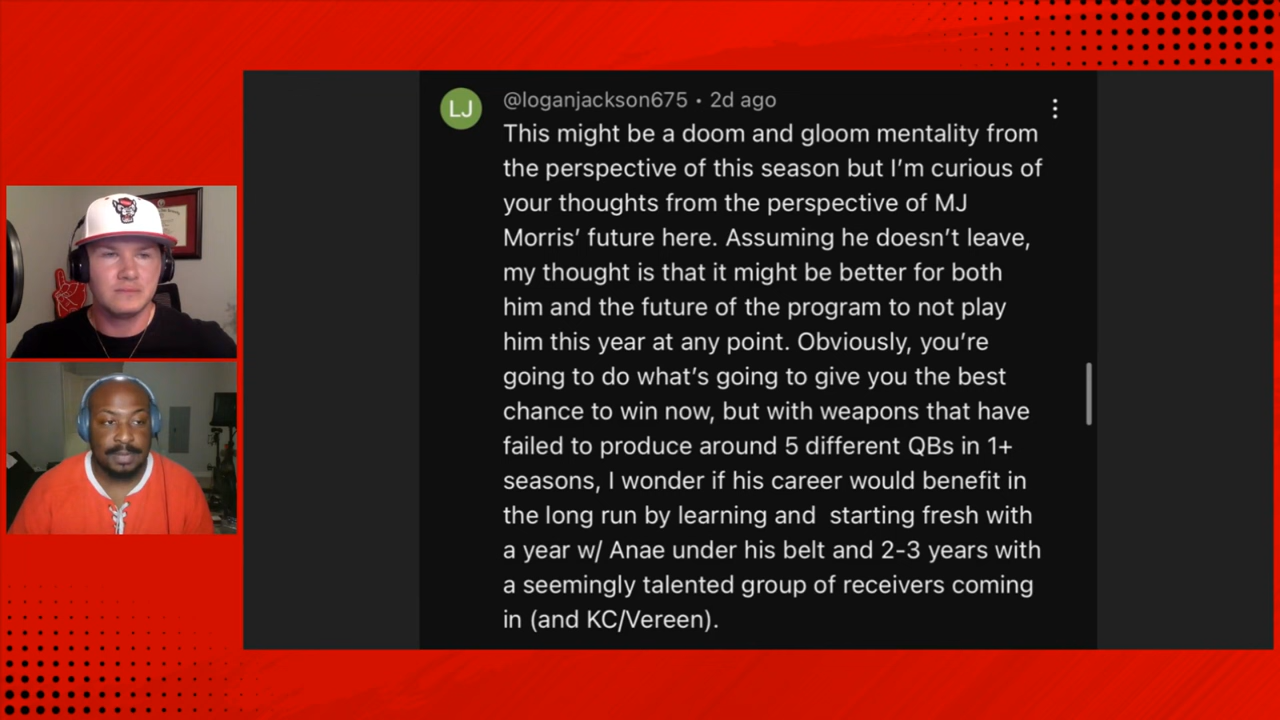 LJ
@loganjackson675 • 2d ago
This might be a doom and gloom mentality from
the perspective of this season but I’m curious of
your thoughts from the perspective of MJ
Morris’ future here. Assuming he doesn’t leave,
my thought is that it might be better for both
him and the future of the program to not play
him this year at any point. Obviously, you’re
going to do what’s going to give you the best
chance to win now, but with weapons that have
failed to produce around 5 different QBs in 1+
seasons, I wonder if his career would benefit in
the long run by learning and  starting fresh with
a year w/ Anae under his belt and 2-3 years with
a seemingly talented group of receivers coming
in (and KC/Vereen).